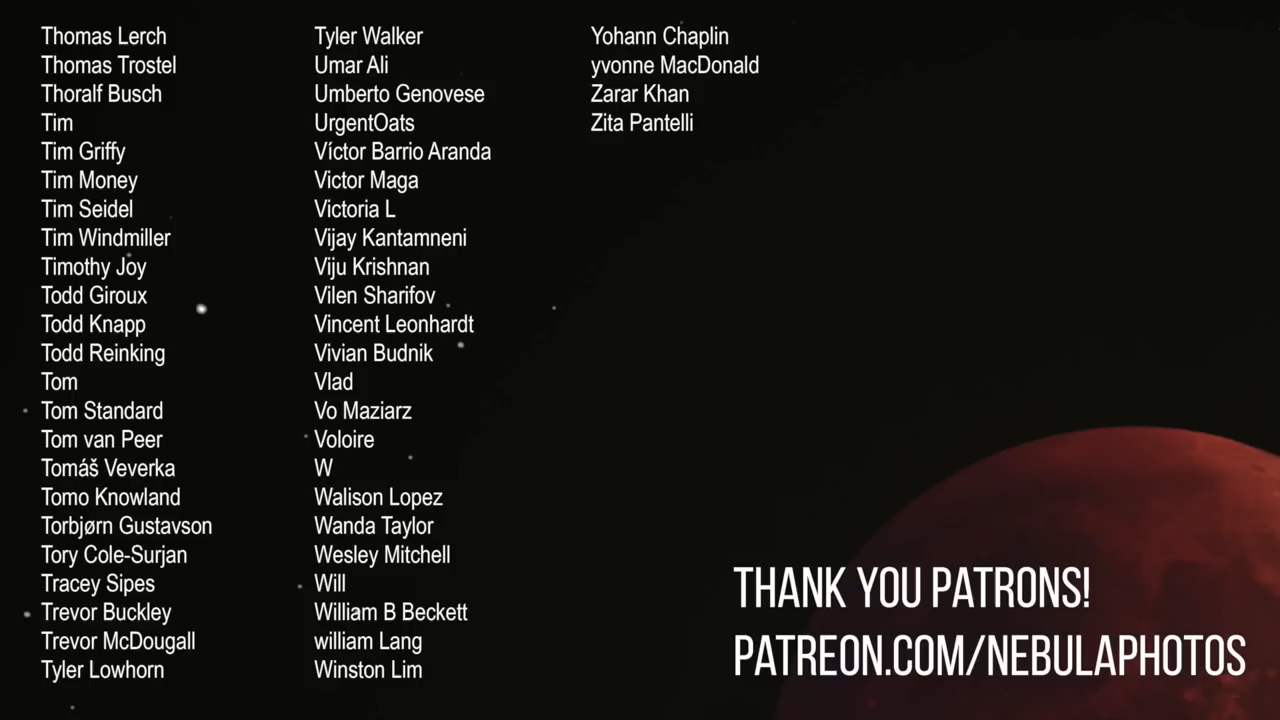 Thomas Lerch
Thomas Trostel
Thoralf Busch
Tim
Tim Griffy
Tim Money
Tim Seidel
Tim Windmiller
Timothy Joy
Todd Giroux
Todd Knapp
Todd Reinking
Tom
Tom Standard
Tom van Peer
Tomáš Veverka
Tomo Knowland
Torbjørn Gustavson
Tory Cole-Surjan
Tracey Sipes
Trevor Buckley
Trevor McDougall
Tyler Lowhorn
Tyler Walker
Umar Ali
Umberto Genovese
UrgentOats
Víctor Barrio Aranda
Victor Maga
Victoria L
Vijay Kantamneni
Viju Krishnan
Vilen Sharifov
Vincent Leonhardt
Vivian Budnik
Vlad
Vo Maziarz
Voloire
W
Walison Lopez
Wanda Taylor
Wesley Mitchell
Will
William B Beckett
william Lang
Winston Lim
Yohann Chaplin
yvonne MacDonald
Zarar Khan
Zita Pantelli
THANK YOU PATRONS!
PATREON.COM/NEBULAPHOTOS